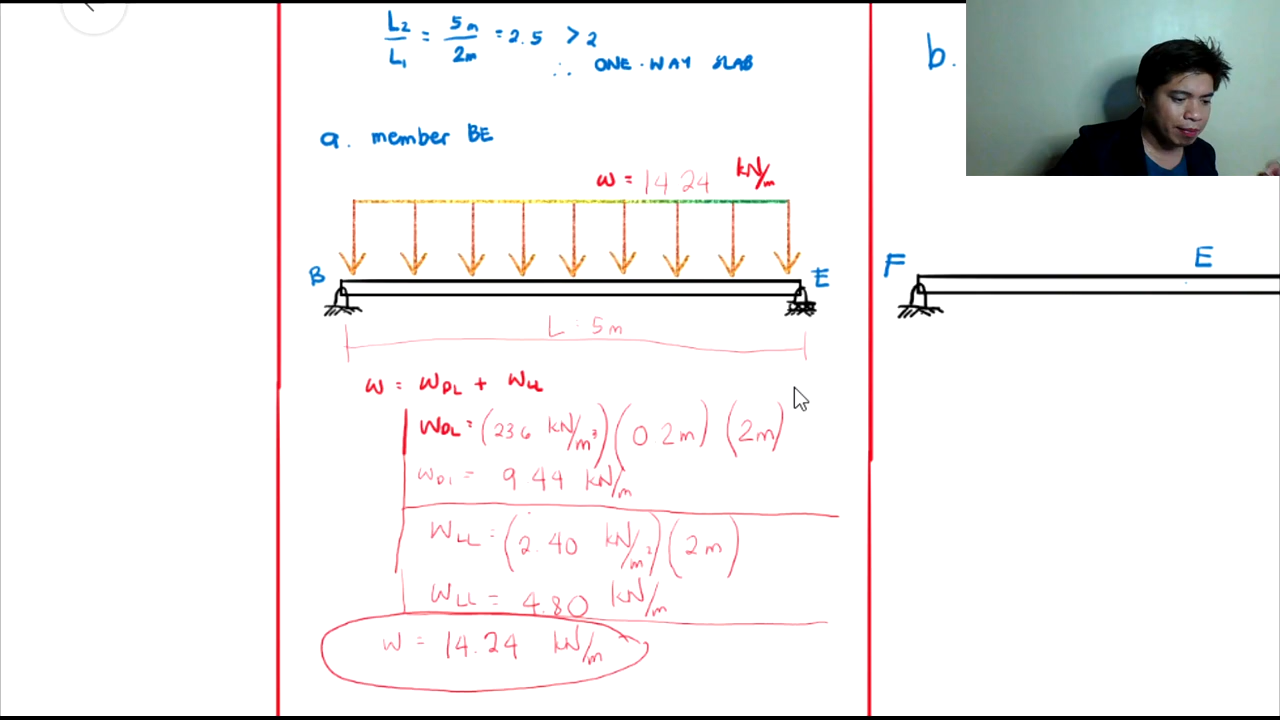 L2/L1 = 5m/2m = 2.5 > 2
∴ ONE-WAY SLAB
a. member BE
w = 14 24 kN/m
B E
L = 5m
w = WDL + WLL
WDL = (23 6 kN/m³)(0 2m)(2m)
WDL = 9 44 kN/m
WLL = (2.40 kN/m²)(2m)
WLL = 4.80 kN/m
w = 14.24 kN/m
b.
F E